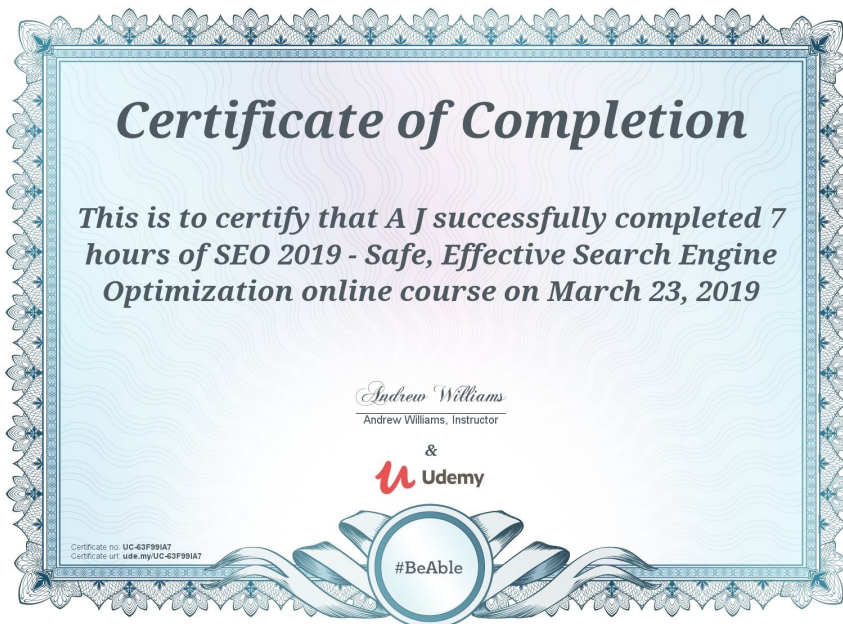 Certificate of Completion
This is to certify that A J successfully completed 7
hours of SEO 2019 - Safe, Effective Search Engine
Optimization online course on March 23, 2019
Andrew Williams
Andrew Williams, Instructor
&
Udemy
#BeAble
Certificate no: UC-63F99IA7
Certificate url: ude.my/UC-63F99IA7